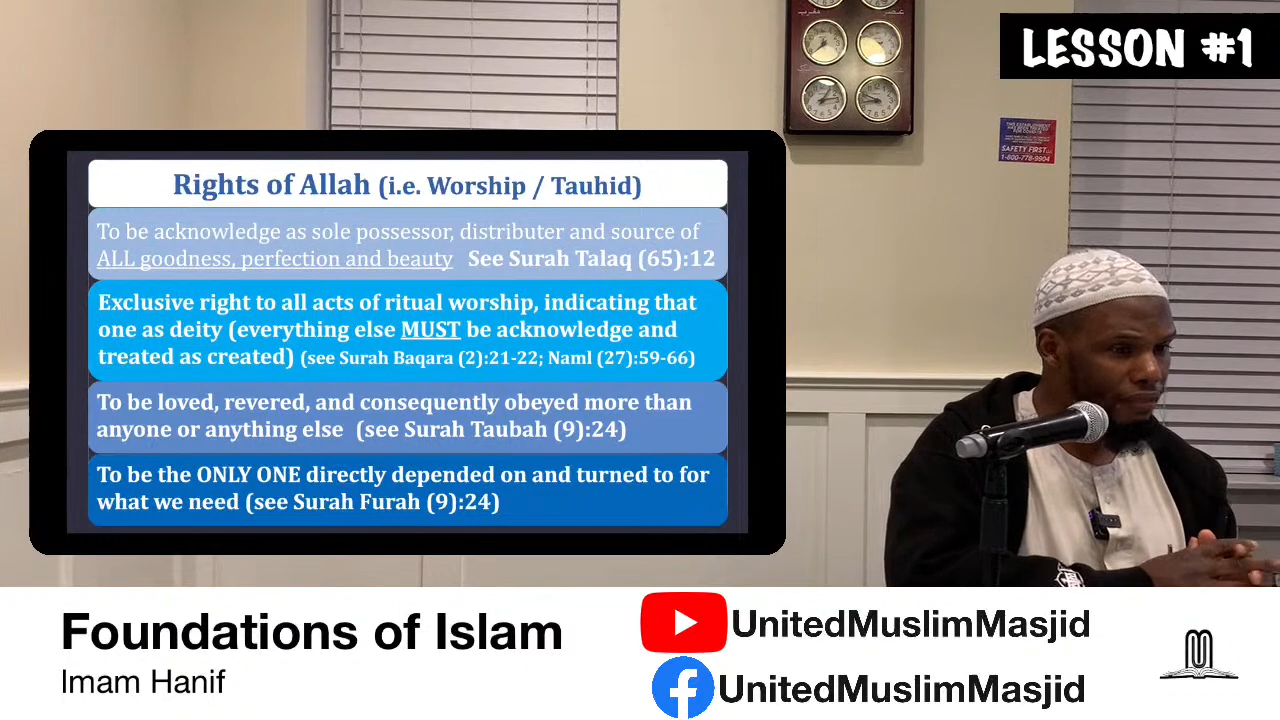 LESSON #1
SAFETY FIRST...
1-800-778-9904
Rights of Allah (i.e. Worship / Tauhid)
To be acknowledge as sole possessor, distributer and source of
ALL goodness, perfection and beauty See Surah Talaq (65):12
Exclusive right to all acts of ritual worship, indicating that
one as deity (everything else MUST be acknowledge and
treated as created) (see Surah Baqara (2):21-22; Naml (27):59-66)
To be loved, revered, and consequently obeyed more than
anyone or anything else (see Surah Taubah (9):24)
To be the ONLY ONE directly depended on and turned to for
what we need (see Surah Furah (9):24)
Foundations of Islam
Imam Hanif
UnitedMuslimMasjid
UnitedMuslimMasjid